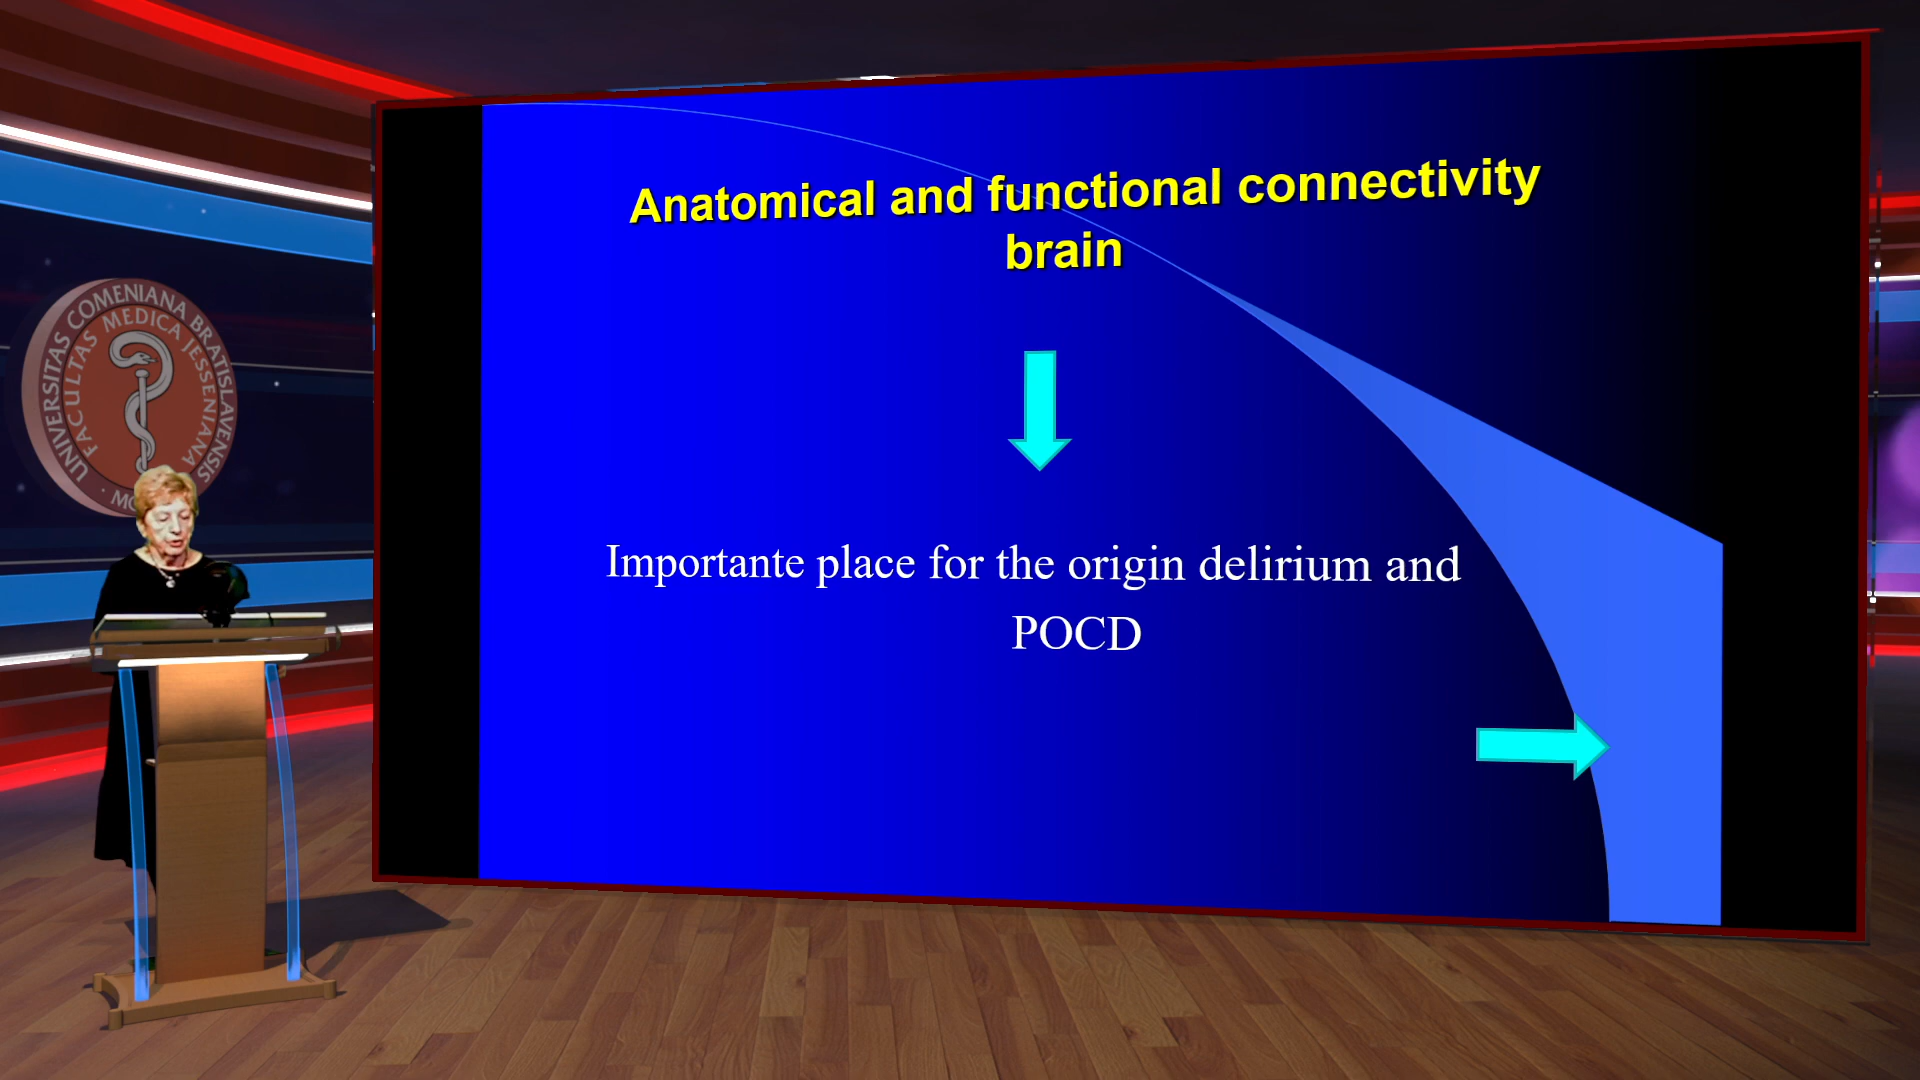 Anatomical and functional connectivity
brain
Importante place for the origin delirium and
POCD
UNIVERSITAS COMENIANA BRATISLAVENSIS
FACULTAS MEDICA JESSENIANA